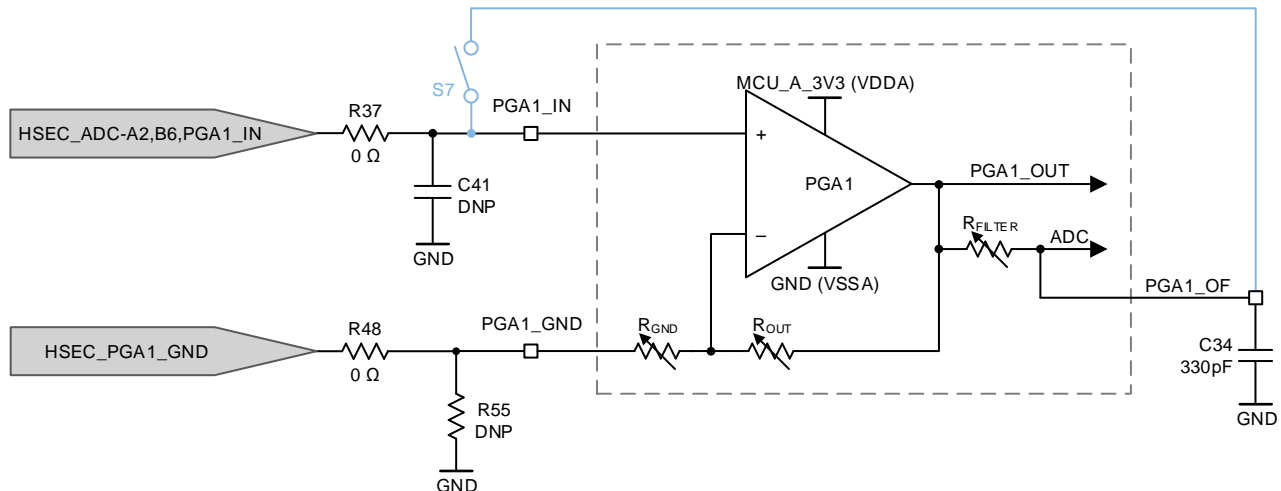 S7
MCU_A_3V3 (VDDA)
R37
PGA1_IN
HSEC_ADC-A2,B6,PGA1_IN
0 Ω
+
C41
DNP
PGA1
PGA1_OUT
GND
−
RFILTER
ADC
GND (VSSA)
PGA1_OF
R48
PGA1_GND
RGND
ROUT
HSEC_PGA1_GND
0 Ω
C34
330pF
R55
DNP
GND
GND